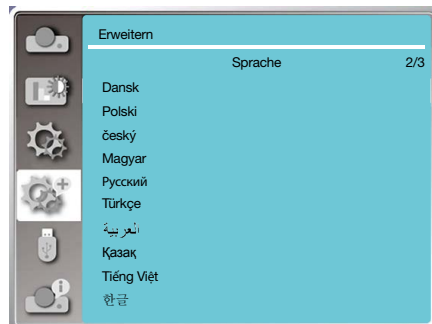 Erweitern
Sprache 2/3
Dansk
Polski
český
Magyar
Русский
Türkçe
العربية
Қазақ
Tiếng Việt
한글